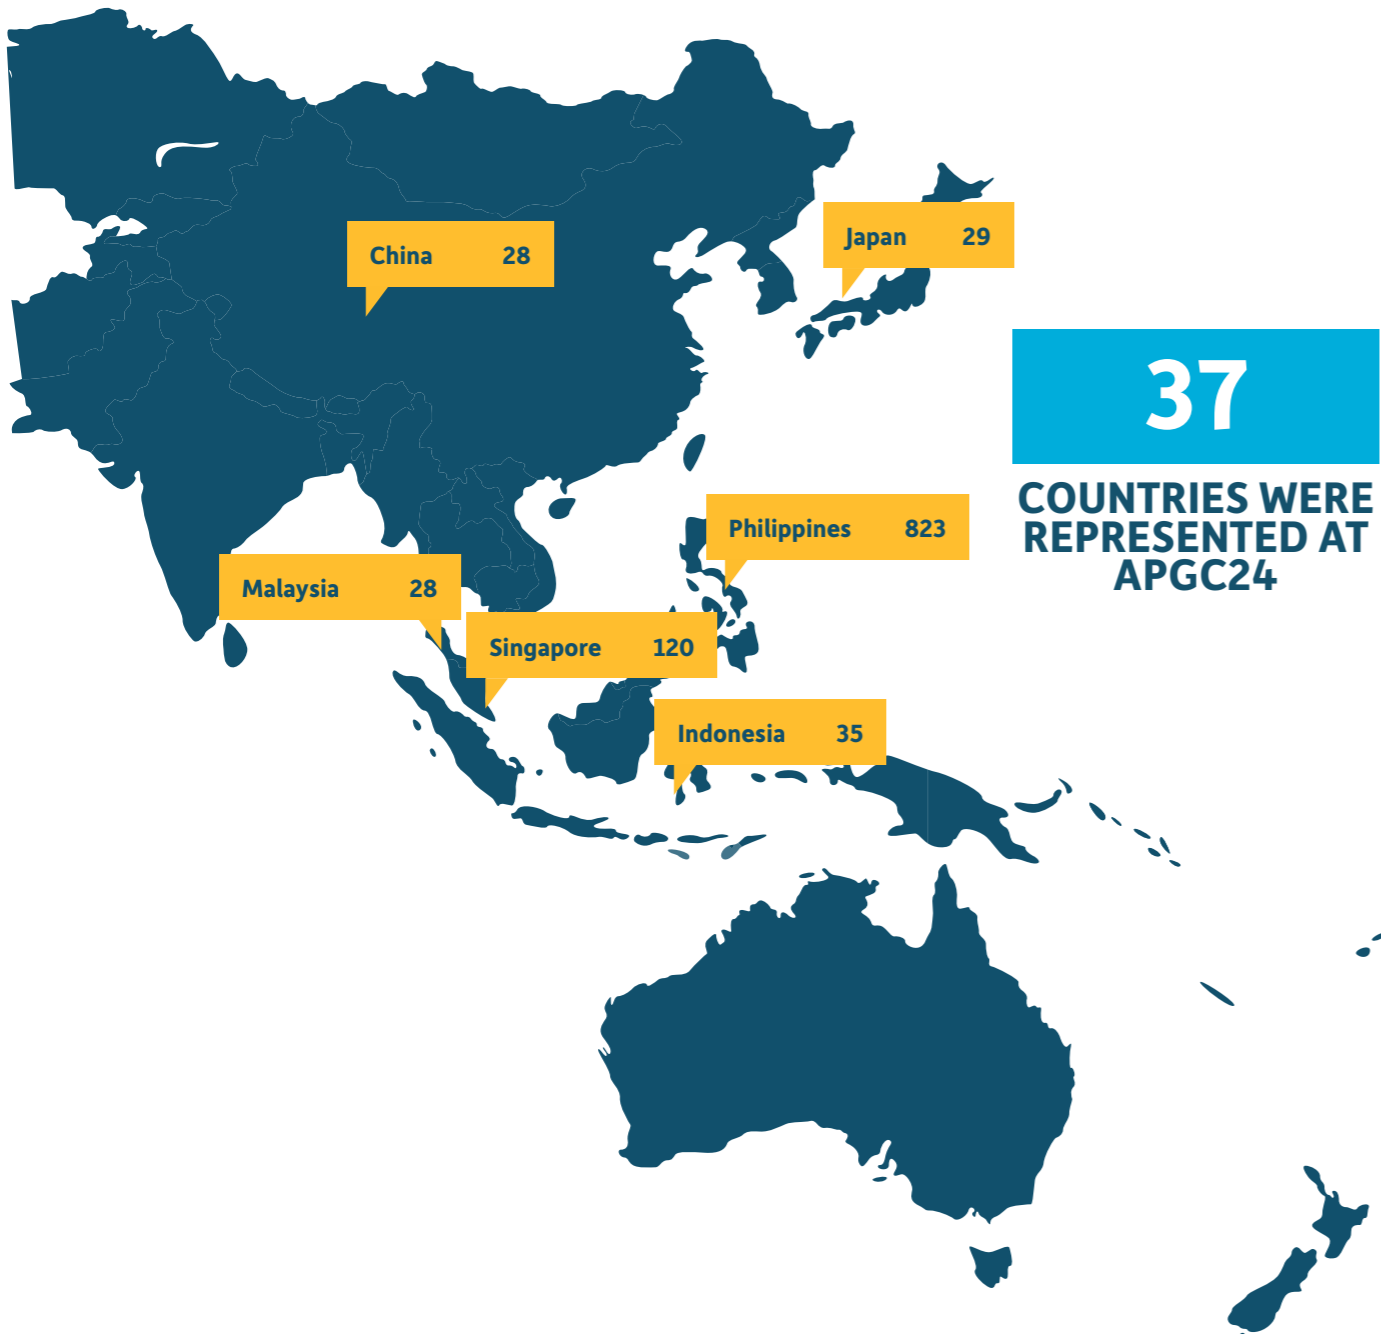 Japan 29
China 28
37
COUNTRIES WERE
REPRESENTED AT
APGC24
Philippines 823
Malaysia 28
Singapore 120
Indonesia 35